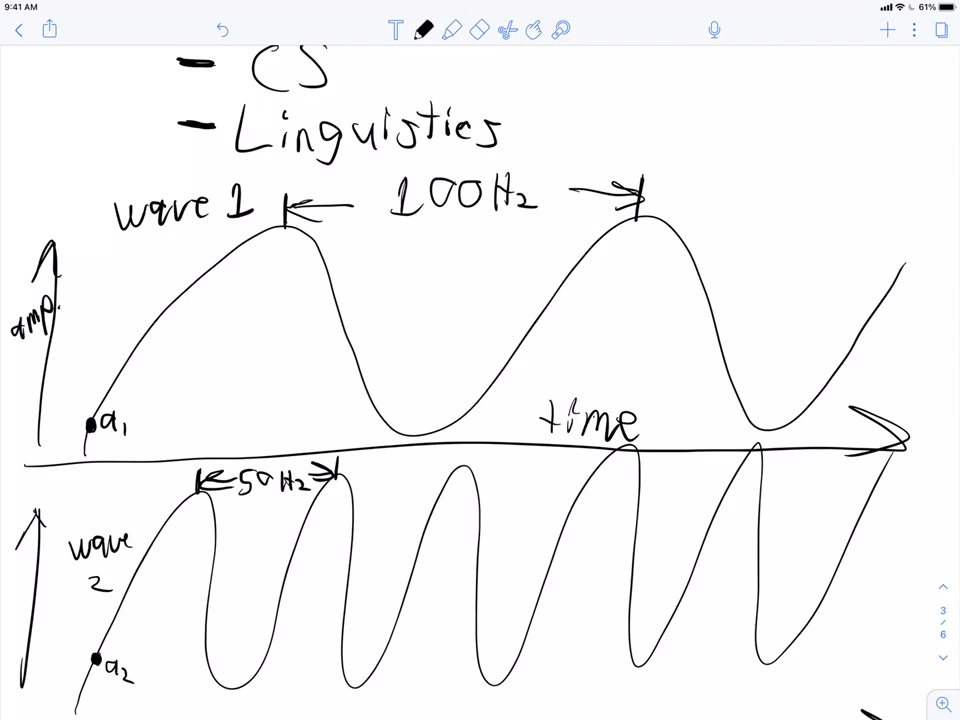 9:41 AM
61%
- CS
- Linguistics
wave 1
100Hz
amp.
a1
time
50Hz
wave
2
a2
3
/
6